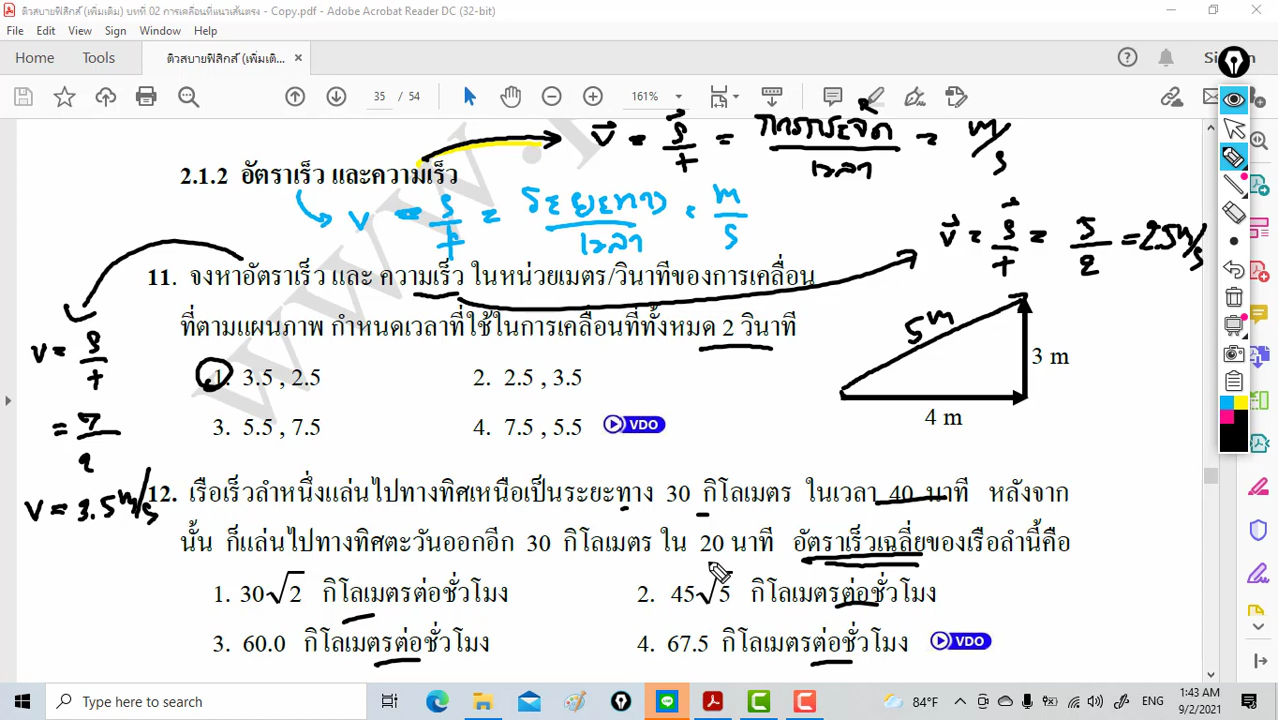 ติวสบายฟิสิกส์ (เพิ่มเติม) บทที่ 02 การเคลื่อนที่แนวเส้นตรง - Copy.pdf - Adobe Acrobat Reader DC (32-bit)
File Edit View Sign Window Help
Home Tools ติวสบายฟิสิกส์ (เพิ่มเติ... ×
35 / 54 161%
v = s/t = การกระจัด/เวลา = m/s
2.1.2 อัตราเร็ว และความเร็ว
v = s/t = ระยะทาง/เวลา = m/s
v = s/t = 5/2 = 2.5 m/s
11. จงหาอัตราเร็ว และ ความเร็ว ในหน่วยเมตร/วินาทีของการเคลื่อน
ที่ตามแผนภาพ กำหนดเวลาที่ใช้ในการเคลื่อนที่ทั้งหมด 2 วินาที
5 m
3 m
4 m
v = s/t
= 7/2
v = 3.5 m/s
1. 3.5 , 2.5 2. 2.5 , 3.5
3. 5.5 , 7.5 4. 7.5 , 5.5 VDO
12. เรือเร็วลำหนึ่งแล่นไปทางทิศเหนือเป็นระยะทาง 30 กิโลเมตร ในเวลา 40 นาที หลังจาก
นั้น ก็แล่นไปทางทิศตะวันออกอีก 30 กิโลเมตร ใน 20 นาที อัตราเร็วเฉลี่ยของเรือลำนี้คือ
1. 30√2 กิโลเมตรต่อชั่วโมง 2. 45√5 กิโลเมตรต่อชั่วโมง
3. 60.0 กิโลเมตรต่อชั่วโมง 4. 67.5 กิโลเมตรต่อชั่วโมง VDO
Type here to search
84°F ENG 1:43 AM
9/2/2021